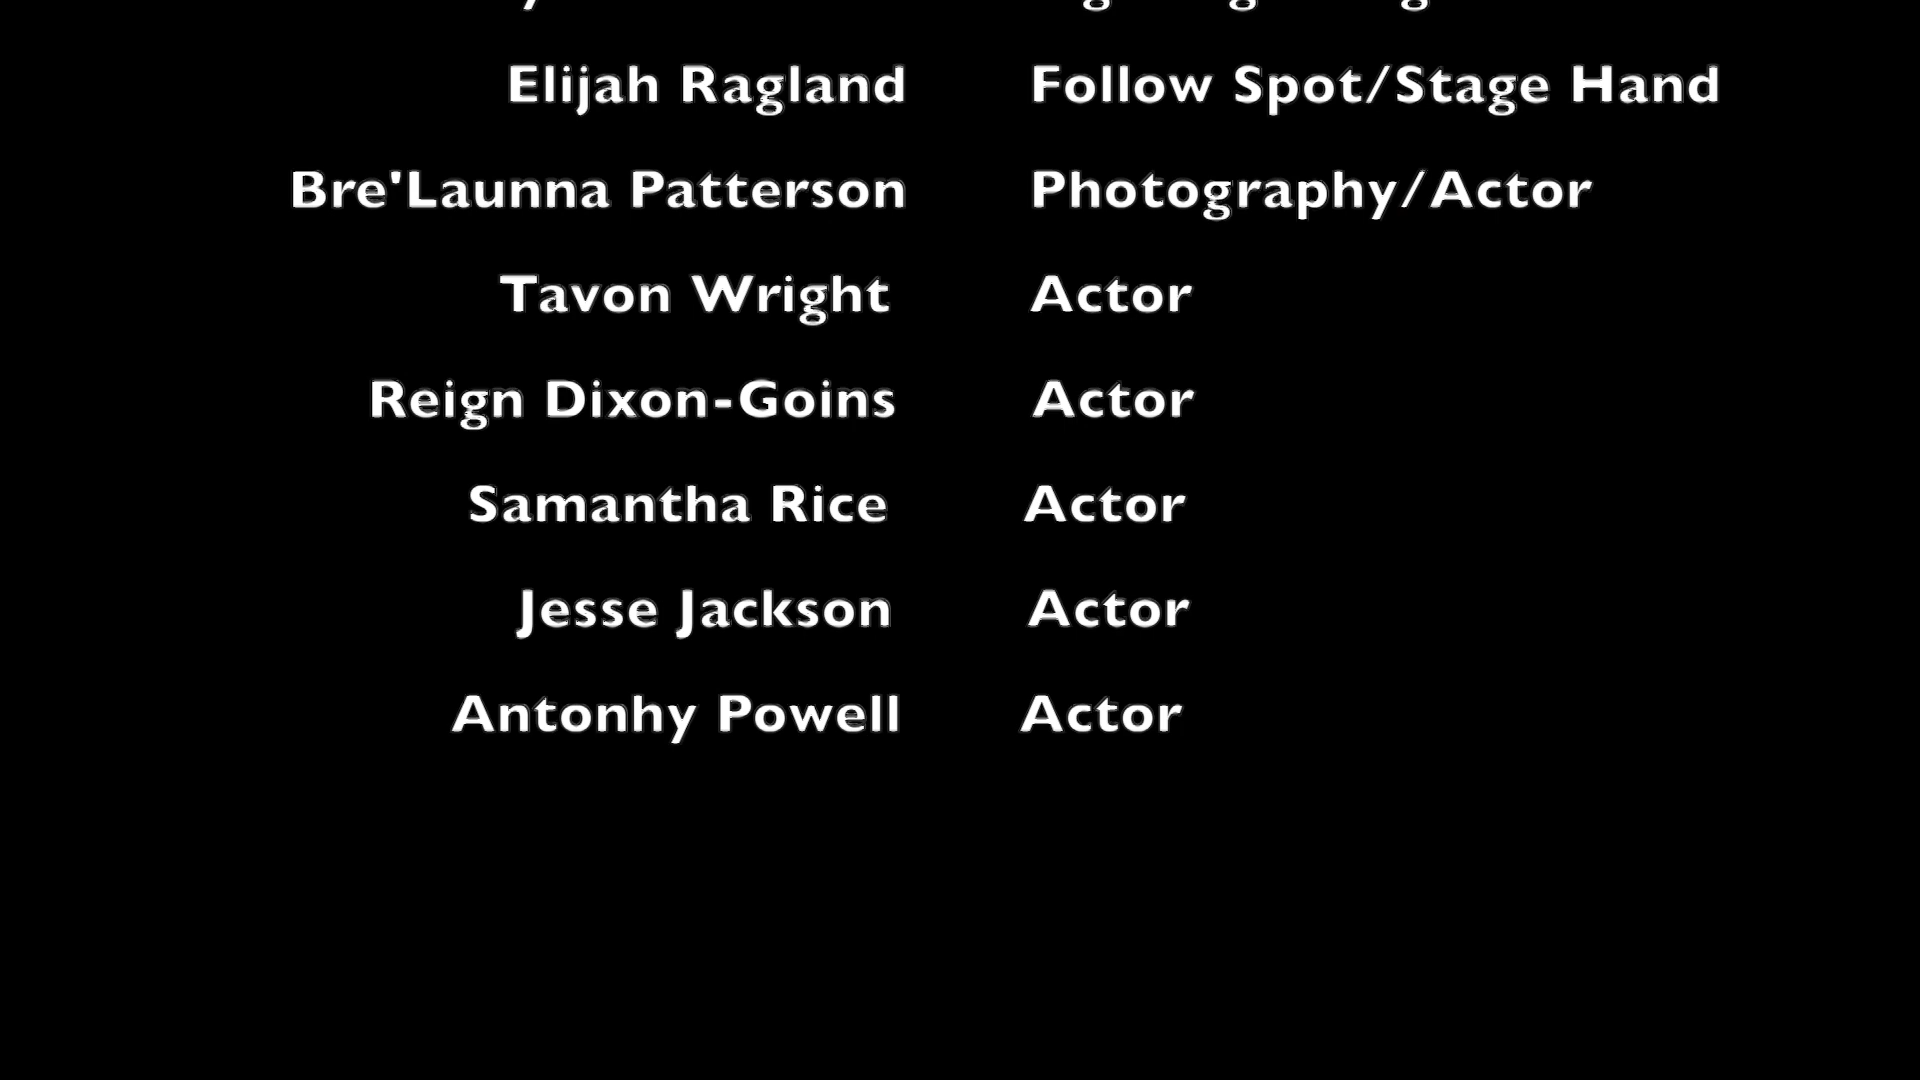 Elijah Ragland Follow Spot/Stage Hand
Bre'Launna Patterson Photography/Actor
Tavon Wright Actor
Reign Dixon-Goins Actor
Samantha Rice Actor
Jesse Jackson Actor
Antonhy Powell Actor